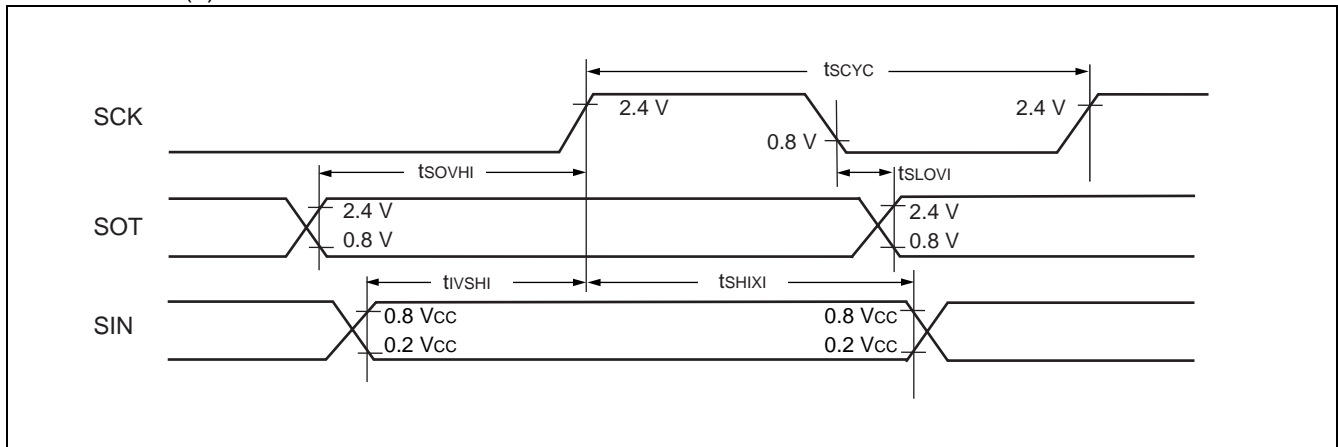 tSCYC
SCK
2.4 V
2.4 V
0.8 V
tSOVHI
tSLOVI
SOT
2.4 V
2.4 V
0.8 V
0.8 V
tIVSHI
tSHIXI
SIN
0.8 VCC
0.8 VCC
0.2 VCC
0.2 VCC